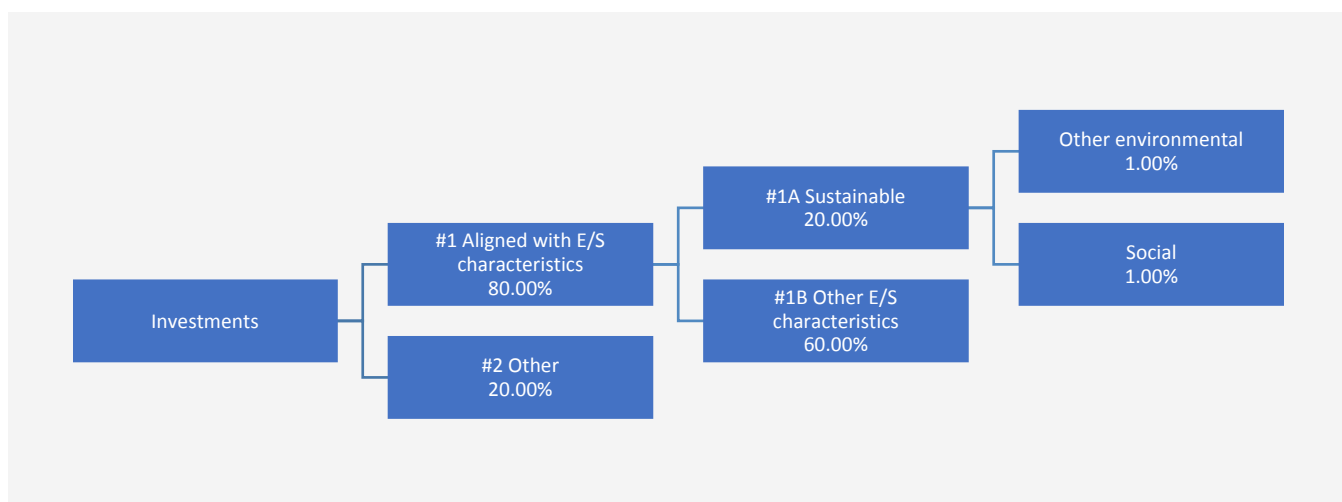 Investments
#1 Aligned with E/S
characteristics
80.00%
#2 Other
20.00%
#1A Sustainable
20.00%
#1B Other E/S
characteristics
60.00%
Other environmental
1.00%
Social
1.00%